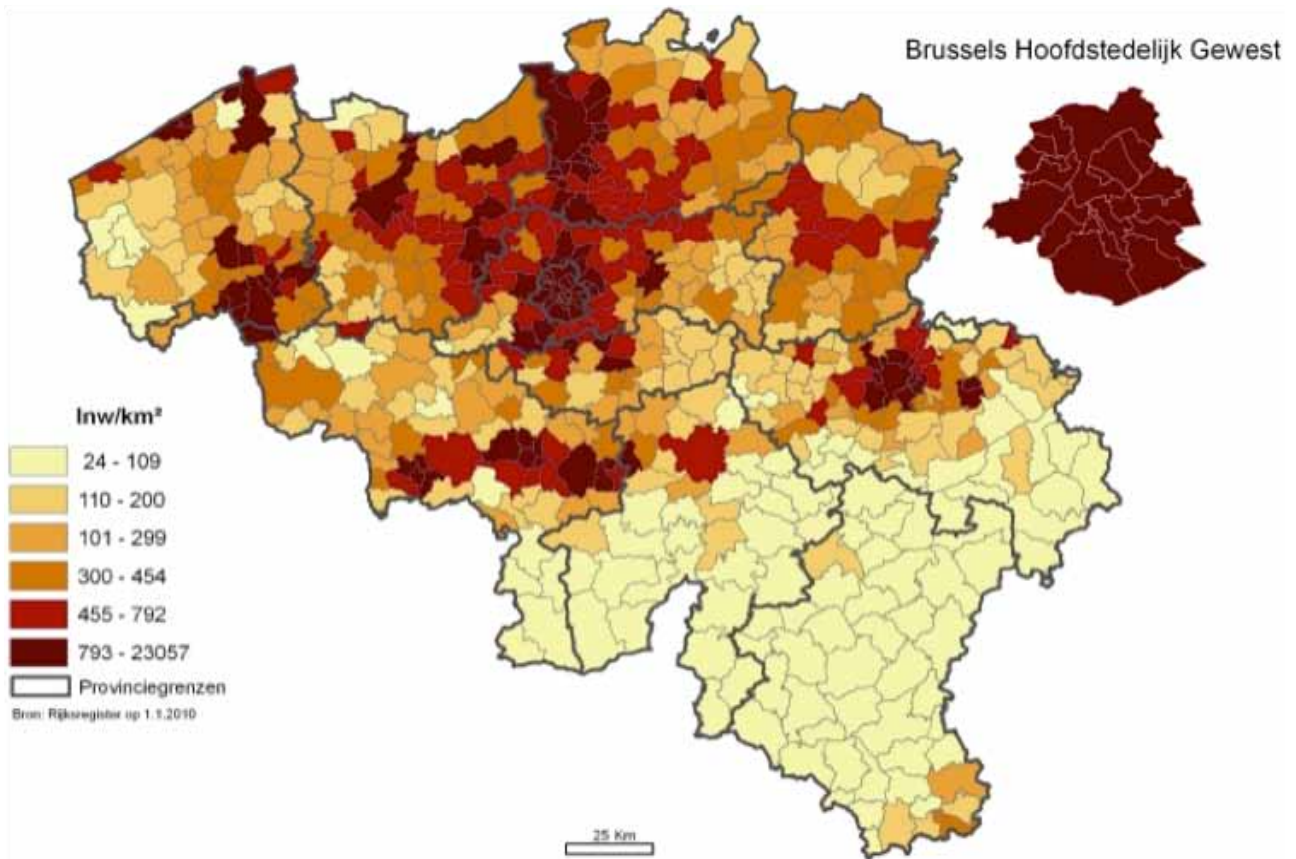 Brussels Hoofdstedelijk Gewest
Inw/km²
24 - 109
110 - 200
101 - 299
300 - 454
455 - 792
793 - 23057
Provinciegrenzen
Bron: Rijksregister op 1.1.2010
25 Km